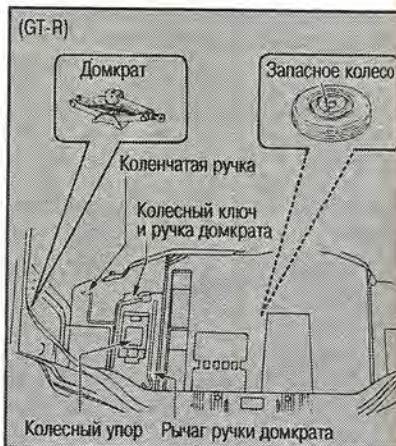 (GT-R)
Домкрат
Запасное колесо
Коленчатая ручка
Колесный ключ
и ручка домкрата
Колесный упор
Рычаг ручки домкрата